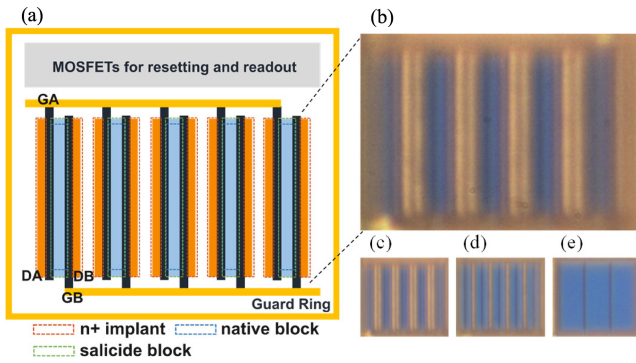 (a)
(b)
MOSFETs for resetting and readout
GA
DA
DB
GB
Guard Ring
(c)
(d)
(e)
n+ implant
native block
salicide block